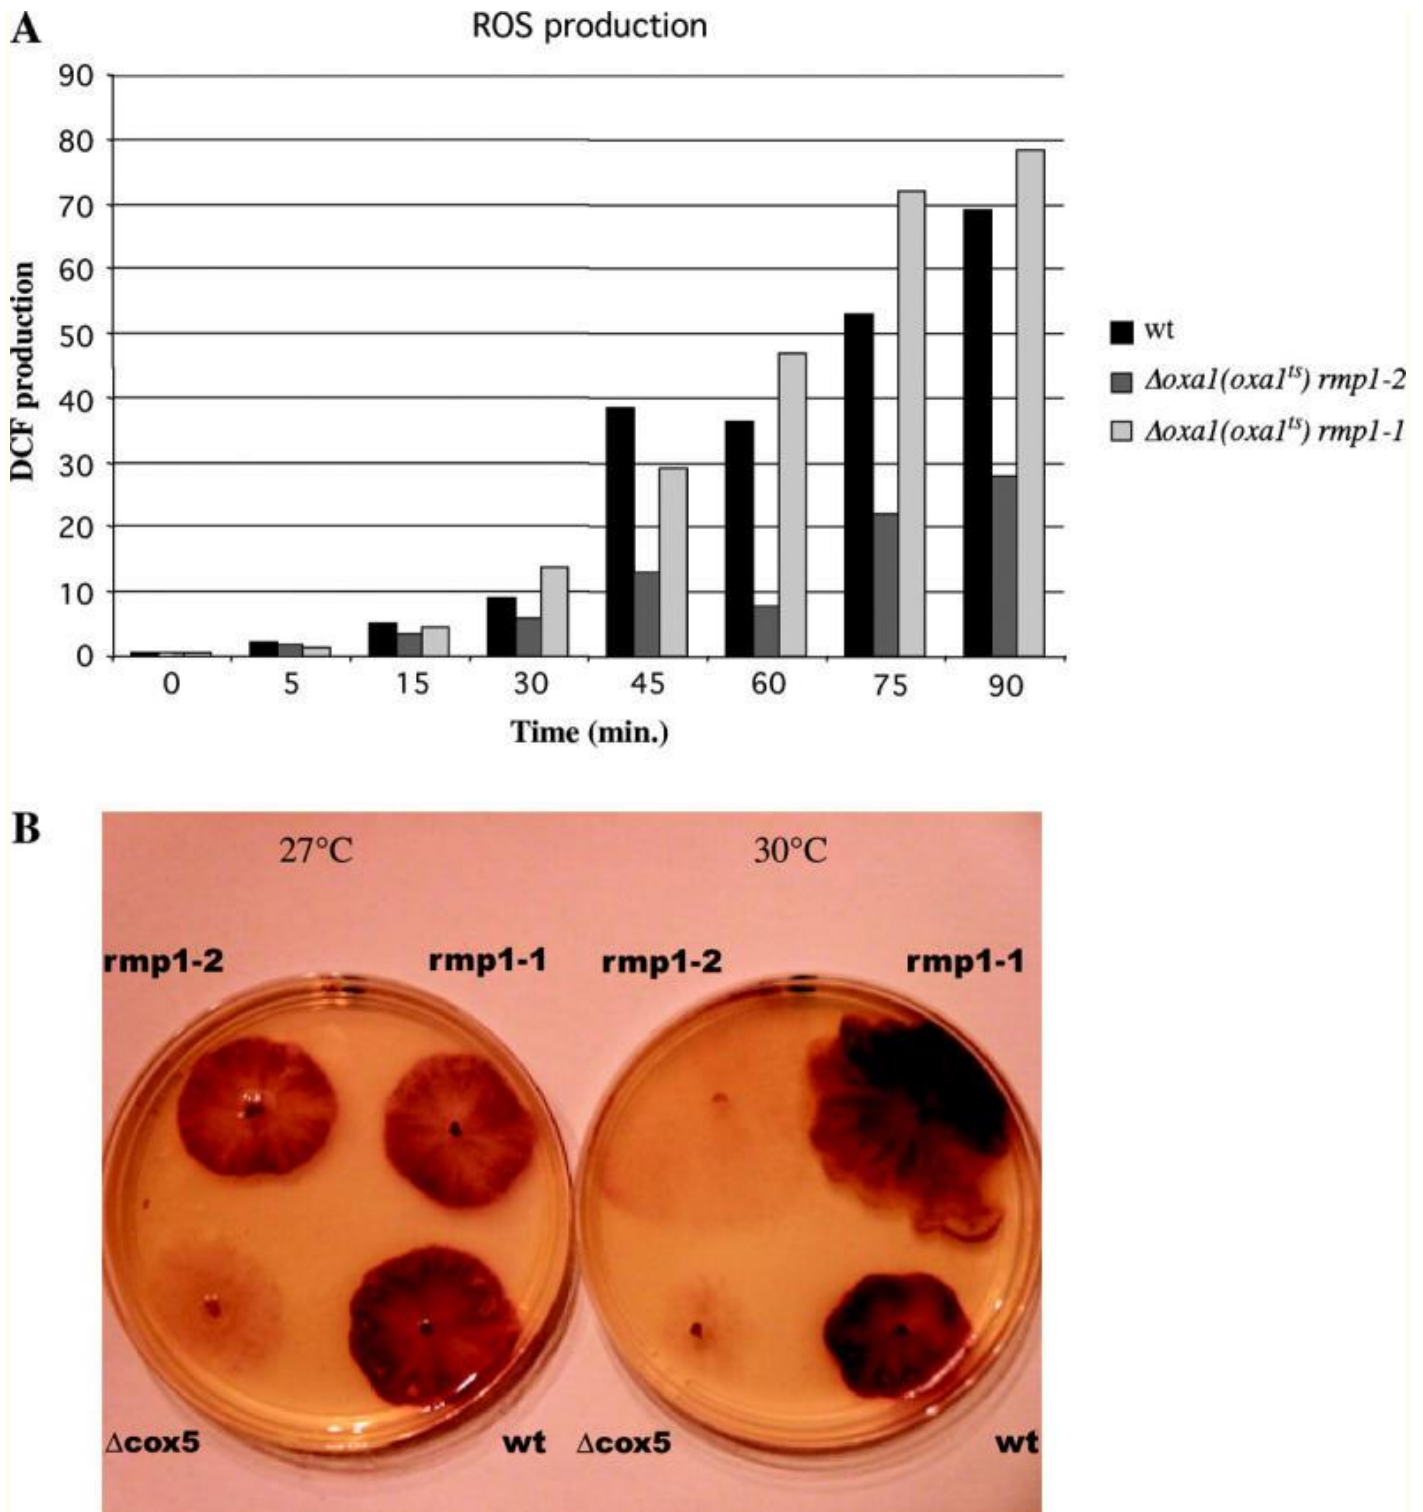 A
ROS production
90
80
70
60
50
40
30
20
10
0
DCF production
0 5 15 30 45 60 75 90
Time (min.)
wt
Δoxa1(oxa1ts) rmp1-2
Δoxa1(oxa1ts) rmp1-1
B
27°C 30°C
rmp1-2 rmp1-1 rmp1-2 rmp1-1
Δcox5 wt Δcox5 wt